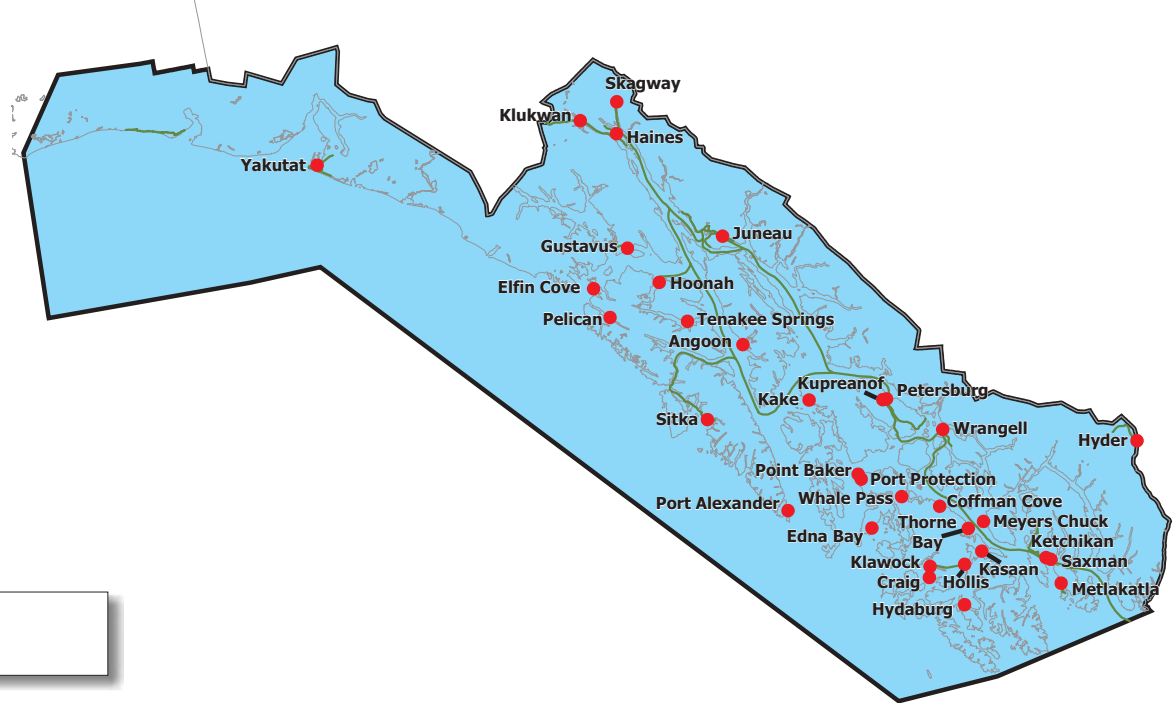 Skagway
Klukwan
Haines
Yakutat
Juneau
Gustavus
Hoonah
Elfin Cove
Pelican
Tenakee Springs
Angoon
Kupreanof
Petersburg
Kake
Sitka
Wrangell
Hyder
Point Baker
Port Protection
Whale Pass
Port Alexander
Coffman Cove
Thorne
Bay
Meyers Chuck
Edna Bay
Ketchikan
Klawock
Kasaan
Saxman
Craig
Hollis
Metlakatla
Hydaburg